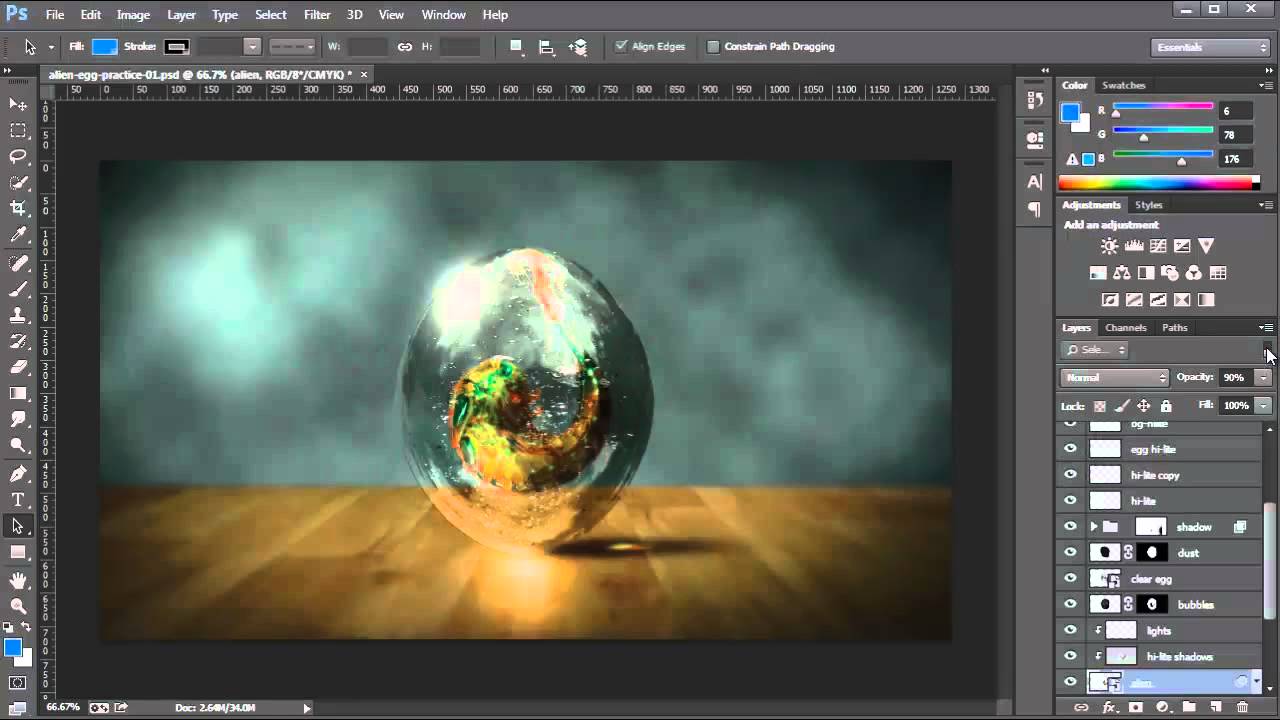 Ps File Edit Image Layer Type Select Filter 3D View Window Help
Fill: Stroke: W: H: Align Edges Constrain Path Dragging Essentials
alien-egg-practice-01.psd @ 66.7% (alien, RGB/8*/CMYK) * ×
50 0 50 100 150 200 250 300 350 400 450 500 550 600 650 700 750 800 850 900 950 1000 1050 1100 1150 1200 1250 1300
Color Swatches
R 6
G 78
B 176
Adjustments Styles
Add an adjustment
Layers Channels Paths
Sele...
Normal Opacity: 90%
Lock: Fill: 100%
egg hi-lite
hi-lite copy
hi-lite
shadow
dust
clear egg
bubbles
lights
hi-lite shadows
alien
66.67% Doc: 2.64M/34.0M